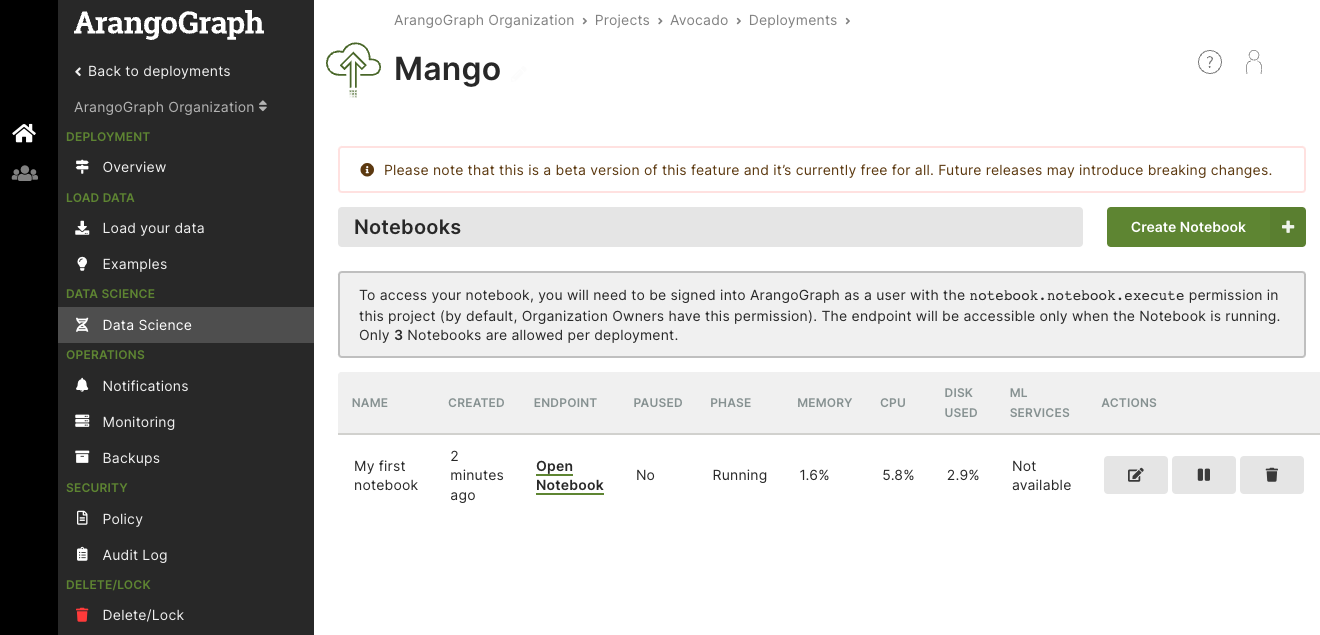 ArangoGraph
Back to deployments
ArangoGraph Organization
DEPLOYMENT
Overview
LOAD DATA
Load your data
Examples
DATA SCIENCE
Data Science
OPERATIONS
Notifications
Monitoring
Backups
SECURITY
Policy
Audit Log
DELETE/LOCK
Delete/Lock
ArangoGraph Organization › Projects › Avocado › Deployments ›
Mango
Please note that this is a beta version of this feature and it’s currently free for all. Future releases may introduce breaking changes.
Notebooks
Create Notebook
To access your notebook, you will need to be signed into ArangoGraph as a user with the notebook.notebook.execute permission in
this project (by default, Organization Owners have this permission). The endpoint will be accessible only when the Notebook is running.
Only 3 Notebooks are allowed per deployment.
NAME CREATED ENDPOINT PAUSED PHASE MEMORY CPU DISK USED ML SERVICES ACTIONS
My first notebook 2 minutes ago Open Notebook No Running 1.6% 5.8% 2.9% Not available